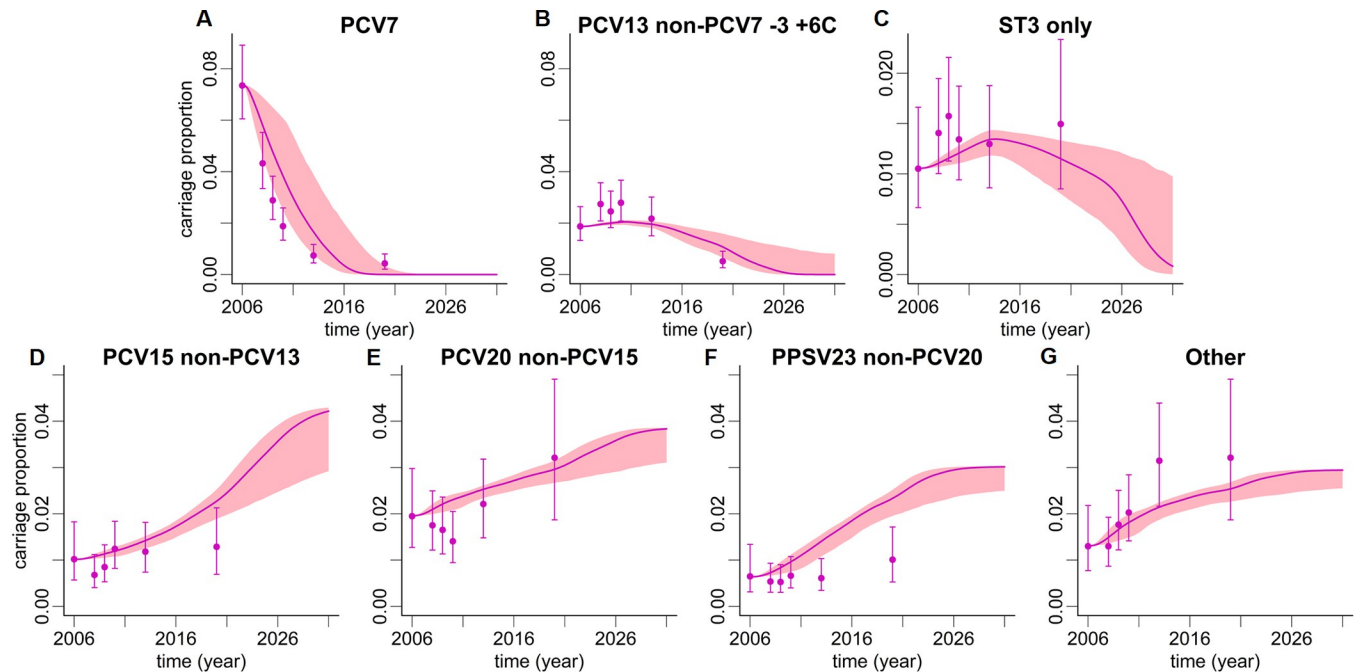 A PCV7
B PCV13 non-PCV7 -3 +6C
C ST3 only
carriage proportion
0.00 0.04 0.08
0.00 0.04 0.08
0.000 0.010 0.020
2006 2016 2026
2006 2016 2026
2006 2016 2026
time (year)
time (year)
time (year)
D PCV15 non-PCV13
E PCV20 non-PCV15
F PPSV23 non-PCV20
G Other
carriage proportion
0.00 0.02 0.04
0.00 0.02 0.04
0.00 0.02 0.04
0.00 0.02 0.04
2006 2016 2026
2006 2016 2026
2006 2016 2026
2006 2016 2026
time (year)
time (year)
time (year)
time (year)